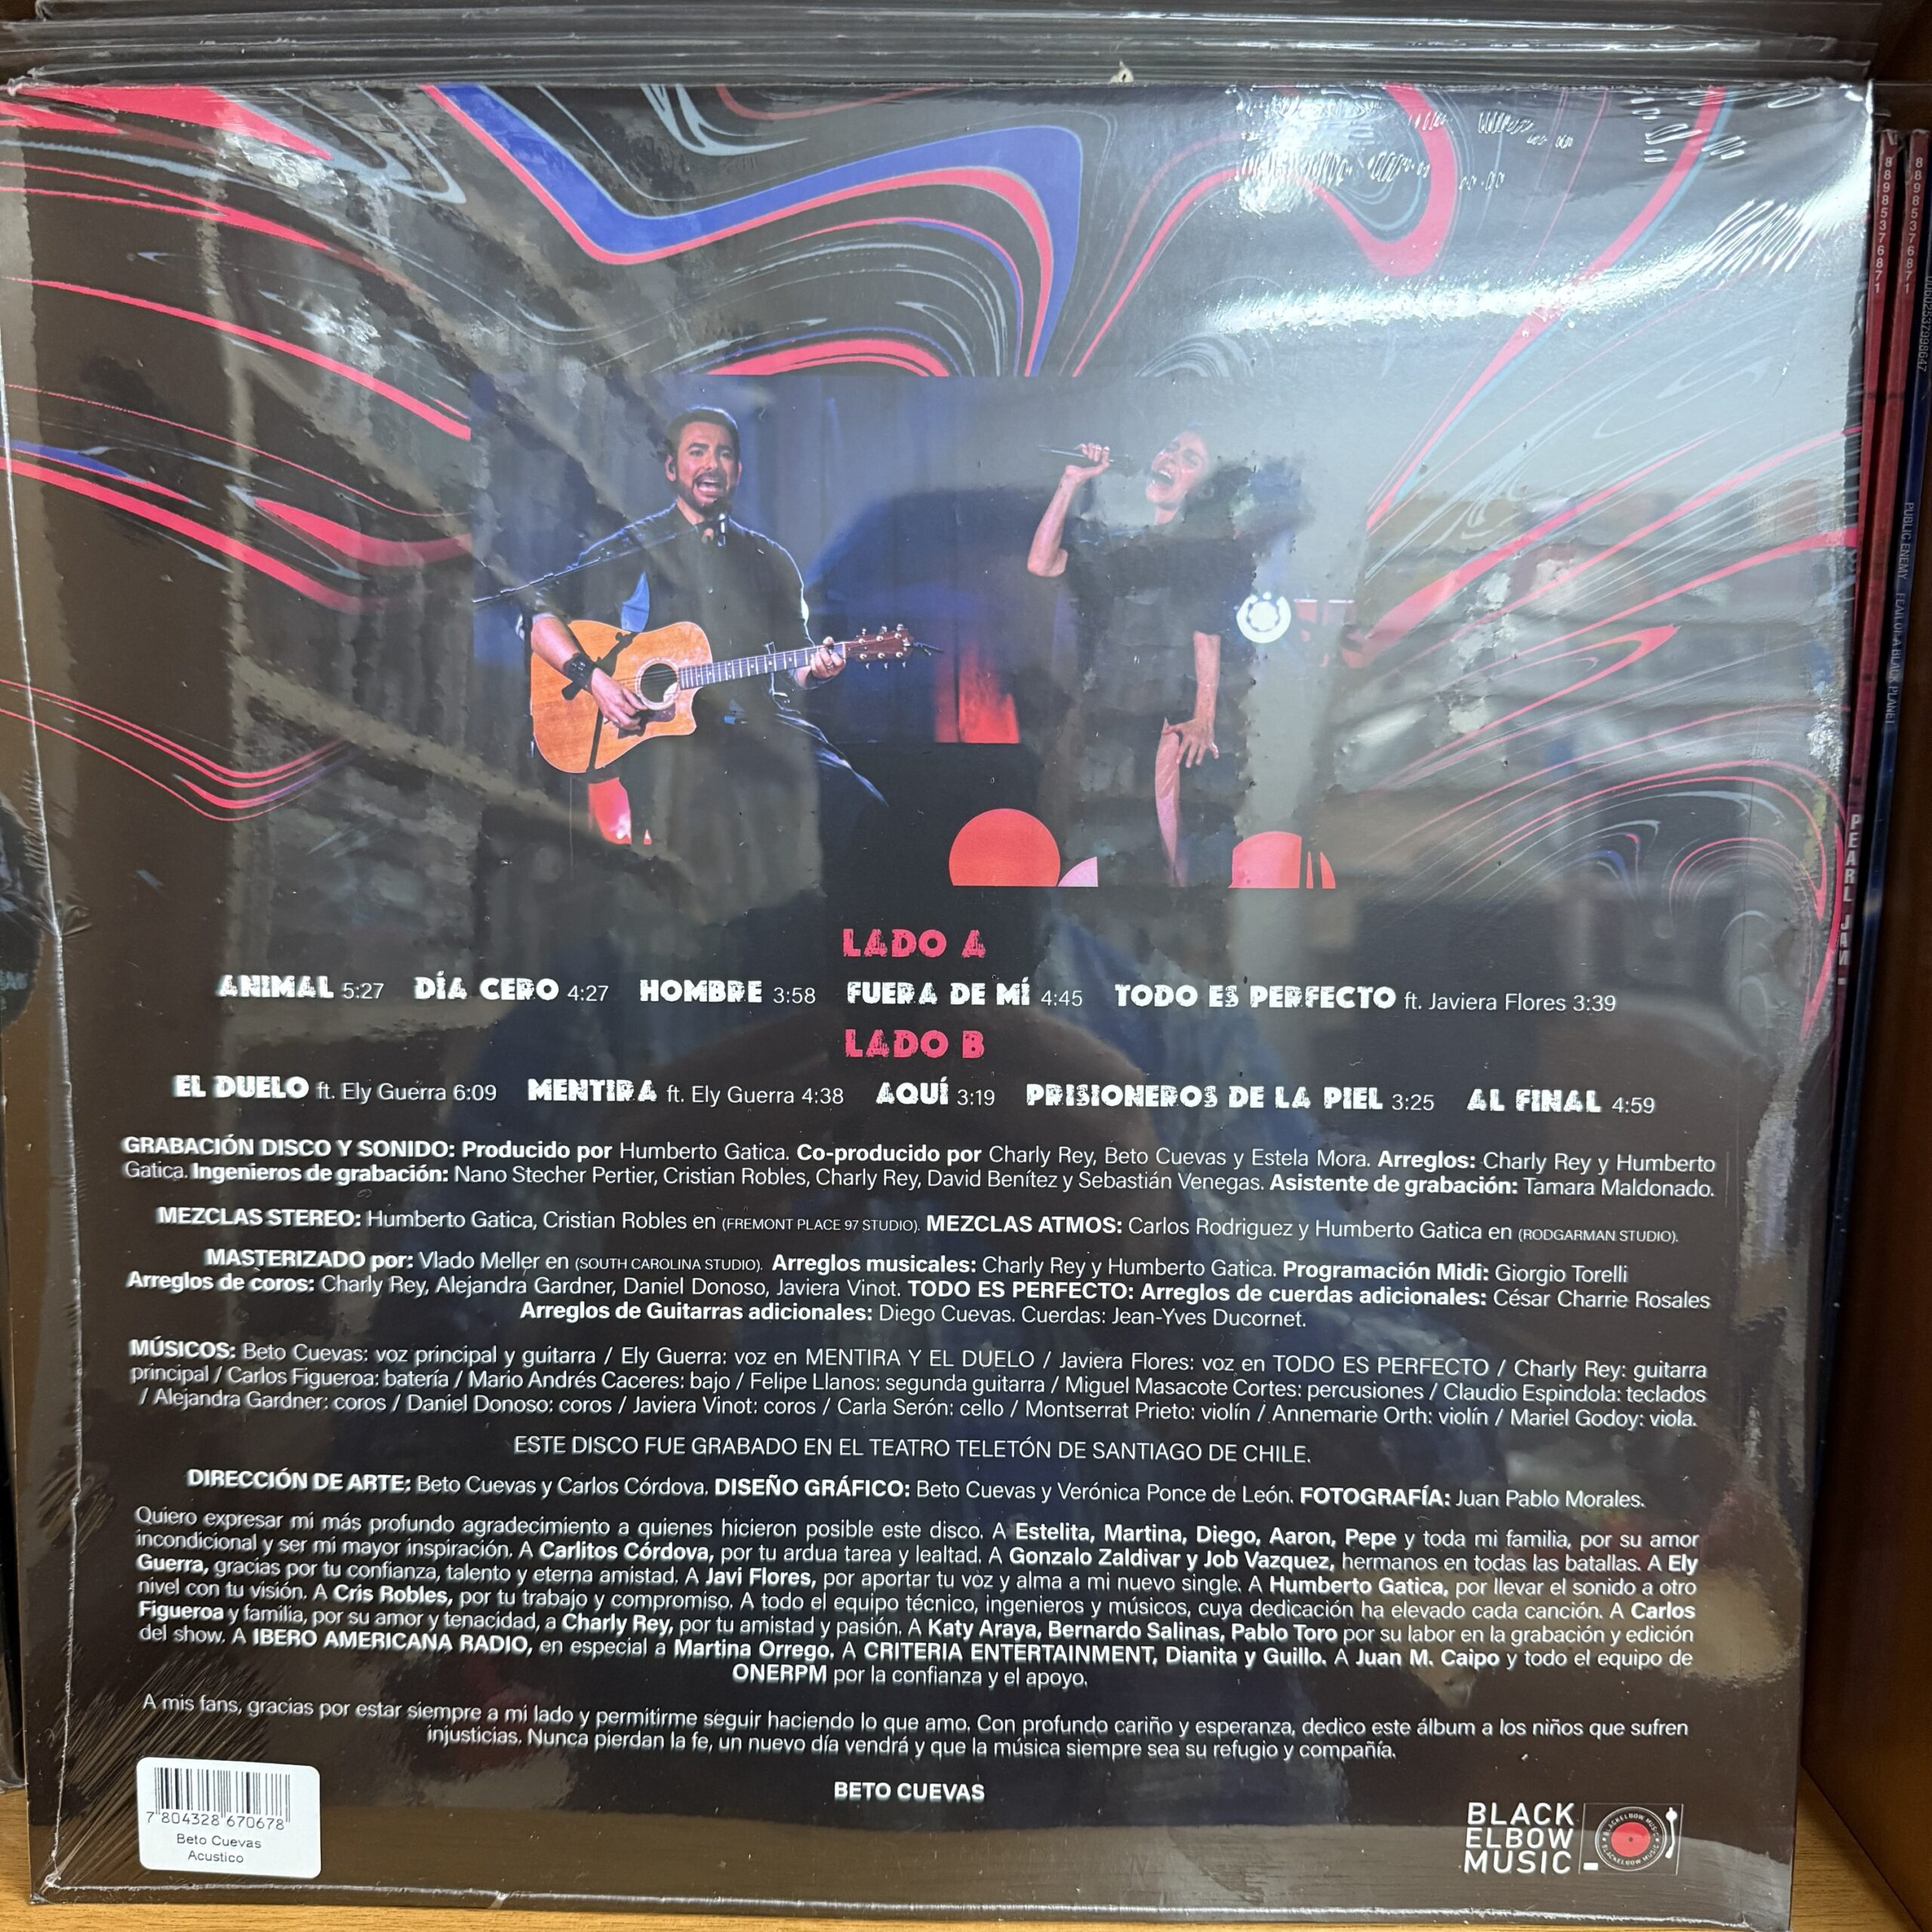 LADO A
ANIMAL 5:27 DÍA CERO 4:27 HOMBRE 3:58 FUERA DE MÍ 4:45 TODO ES PERFECTO ft. Javiera Flores 3:39
LADO B
EL DUELO ft. Ely Guerra 6:09 MENTIRA ft. Ely Guerra 4:38 AQUÍ 3:19 PRISIONEROS DE LA PIEL 3:25 AL FINAL 4:59
GRABACIÓN DISCO Y SONIDO: Producido por Humberto Gatica. Co-producido por Charly Rey, Beto Cuevas y Estela Mora. Arreglos: Charly Rey y Humberto
Gatica. Ingenieros de grabación: Nano Stecher Pertier, Cristian Robles, Charly Rey, David Benítez y Sebastián Venegas. Asistente de grabación: Tamara Maldonado.
MEZCLAS STEREO: Humberto Gatica, Cristian Robles en (FREMONT PLACE 97 STUDIO). MEZCLAS ATMOS: Carlos Rodriguez y Humberto Gatica en (RODGARMAN STUDIO).
MASTERIZADO por: Vlado Meller en (SOUTH CAROLINA STUDIO). Arreglos musicales: Charly Rey y Humberto Gatica. Programación Midi: Giorgio Torelli
Arreglos de coros: Charly Rey, Alejandra Gardner, Daniel Donoso, Javiera Vinot. TODO ES PERFECTO: Arreglos de cuerdas adicionales: César Charrie Rosales
Arreglos de Guitarras adicionales: Diego Cuevas. Cuerdas: Jean-Yves Ducornet.
MÚSICOS: Beto Cuevas: voz principal y guitarra / Ely Guerra: voz en MENTIRA Y EL DUELO / Javiera Flores: voz en TODO ES PERFECTO / Charly Rey: guitarra
principal / Carlos Figueroa: batería / Mario Andrés Caceres: bajo / Felipe Llanos: segunda guitarra / Miguel Masacote Cortes: percusiones / Claudio Espindola: teclados
/ Alejandra Gardner: coros / Daniel Donoso: coros / Javiera Vinot: coros / Carla Serón: cello / Montserrat Prieto: violín / Annemarie Orth: violín / Mariel Godoy: viola.
ESTE DISCO FUE GRABADO EN EL TEATRO TELETÓN DE SANTIAGO DE CHILE.
DIRECCIÓN DE ARTE: Beto Cuevas y Carlos Córdova. DISEÑO GRÁFICO: Beto Cuevas y Verónica Ponce de León. FOTOGRAFÍA: Juan Pablo Morales.
Quiero expresar mi más profundo agradecimiento a quienes hicieron posible este disco. A Estelita, Martina, Diego, Aaron, Pepe y toda mi familia, por su amor
incondicional y ser mi mayor inspiración. A Carlitos Córdova, por tu ardua tarea y lealtad. A Gonzalo Zaldivar y Job Vazquez, hermanos en todas las batallas. A Ely
Guerra, gracias por tu confianza, talento y eterna amistad. A Javi Flores, por aportar tu voz y alma a mi nuevo single. A Humberto Gatica, por llevar el sonido a otro
nivel con tu visión. A Cris Robles, por tu trabajo y compromiso. A todo el equipo técnico, ingenieros y músicos, cuya dedicación ha elevado cada canción. A Carlos
Figueroa y familia, por su amor y tenacidad, a Charly Rey, por tu amistad y pasión. A Katy Araya, Bernardo Salinas, Pablo Toro por su labor en la grabación y edición
del show. A IBERO AMERICANA RADIO, en especial a Martina Orrego. A CRITERIA ENTERTAINMENT, Dianita y Guillo. A Juan M. Caipo y todo el equipo de
ONERPM por la confianza y el apoyo.
A mis fans, gracias por estar siempre a mi lado y permitirme seguir haciendo lo que amo. Con profundo cariño y esperanza, dedico este álbum a los niños que sufren
injusticias. Nunca pierdan la fe, un nuevo día vendrá y que la música siempre sea su refugio y compañía.
BETO CUEVAS
7 804328 670678
Beto Cuevas
Acustico
BLACK
ELBOW
MUSIC
BLACKELBOW MUSIC
BLACKELBOW MUSIC
PEARL JAM
88985376871
88985376871
PUBLIC ENEMY FEAR OF A BLACK PLANET